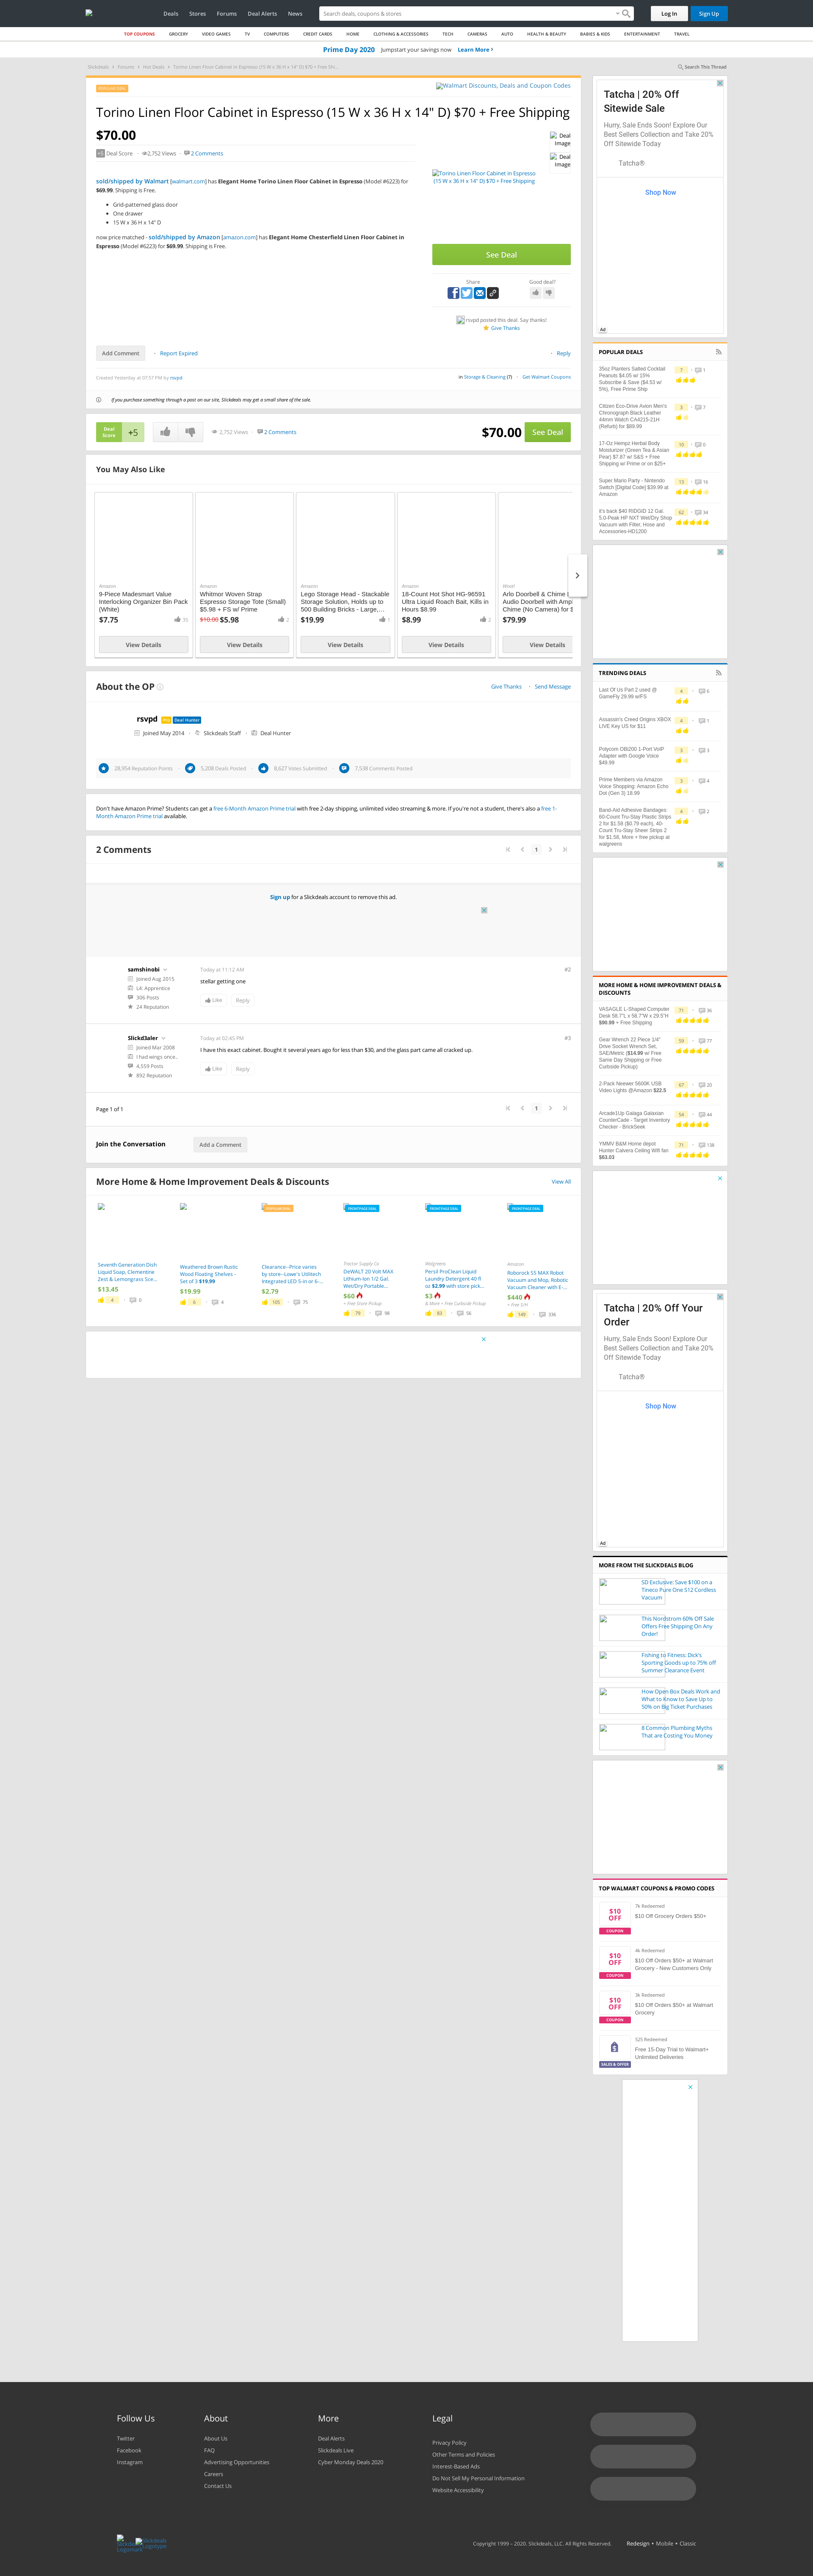 Deals
Stores
Forums
Deal Alerts
News
Search deals, coupons & stores
Log In
Sign Up
TOP COUPONS
GROCERY
VIDEO GAMES
TV
COMPUTERS
CREDIT CARDS
HOME
CLOTHING & ACCESSORIES
TECH
CAMERAS
AUTO
HEALTH & BEAUTY
BABIES & KIDS
ENTERTAINMENT
TRAVEL
Prime Day 2020 Jumpstart your savings now Learn More
Slickdeals > Forums > Hot Deals > Torino Linen Floor Cabinet in Espresso (15 W x 36 H x 14" D) $70 + Free Shi...
Search This Thread
POPULAR DEAL
Walmart Discounts, Deals and Coupon Codes
Torino Linen Floor Cabinet in Espresso (15 W x 36 H x 14" D) $70 + Free Shipping
$70.00
+5 Deal Score
2,752 Views
2 Comments
Deal Image
Deal Image
Torino Linen Floor Cabinet in Espresso
(15 W x 36 H x 14" D) $70 + Free Shipping
sold/shipped by Walmart [walmart.com] has Elegant Home Torino Linen Floor Cabinet in Espresso (Model #6223) for
$69.99. Shipping is Free.
Grid-patterned glass door
One drawer
15 W x 36 H x 14" D
now price matched - sold/shipped by Amazon [amazon.com] has Elegant Home Chesterfield Linen Floor Cabinet in
Espresso (Model #6223) for $69.99. Shipping is Free.
See Deal
Share
Good deal?
rsvpd posted this deal. Say thanks!
Give Thanks
Add Comment
Report Expired
Reply
Created Yesterday at 07:57 PM by rsvpd
in Storage & Cleaning (7)
Get Walmart Coupons
If you purchase something through a post on our site, Slickdeals may get a small share of the sale.
Deal Score
+5
2,752 Views
2 Comments
$70.00
See Deal
You May Also Like
Amazon
9-Piece Madesmart Value
Interlocking Organizer Bin Pack
(White)
$7.75
35
View Details
Amazon
Whitmor Woven Strap
Espresso Storage Tote (Small)
$5.98 + FS w/ Prime
$10.00 $5.98
2
View Details
Amazon
Lego Storage Head - Stackable
Storage Solution, Holds up to
500 Building Bricks - Large,...
$19.99
View Details
Amazon
18-Count Hot Shot HG-96591
Ultra Liquid Roach Bait, Kills in
Hours $8.99
$8.99
2
View Details
Woot!
Arlo Doorbell & Chime |
Audio Doorbell with Amp
Chime (No Camera) for $
$79.99
View Details
About the OP
Give Thanks
Send Message
rsvpd Pro Deal Hunter
Joined May 2014
Slickdeals Staff
Deal Hunter
28,954 Reputation Points
5,208 Deals Posted
6,627 Votes Submitted
7,538 Comments Posted
Don't have Amazon Prime? Students can get a free 6-Month Amazon Prime trial with free 2-day shipping, unlimited video streaming & more. If you're not a student, there's also a free 1-
Month Amazon Prime trial available.
2 Comments
1
Sign up for a Slickdeals account to remove this ad.
samshinobi
Joined Aug 2015
L4: Apprentice
306 Posts
24 Reputation
Today at 11:12 AM
#2
stellar getting one
Like
Reply
Slickd3aler
Joined Mar 2008
I had wings once..
4,559 Posts
892 Reputation
Today at 02:45 PM
#3
I have this exact cabinet. Bought it several years ago for less than $30, and the glass part came all cracked up.
Like
Reply
Page 1 of 1
1
Join the Conversation
Add a Comment
More Home & Home Improvement Deals & Discounts
View All
Seventh Generation Dish
Liquid Soap, Clementine
Zest & Lemongrass Sce...
$13.45
4
0
Weathered Brown Rustic
Wood Floating Shelves -
Set of 3 $19.99
$19.99
6
4
POPULAR DEAL
Clearance--Price varies
by store--Lowe's Utilitech
Integrated LED 5-in or 6-...
$2.79
105
75
FRONTPAGE DEAL
Tractor Supply Co
DeWALT 20 Volt MAX
Lithium-Ion 1/2 Gal.
Wet/Dry Portable...
$60
+ Free Store Pickup
79
98
FRONTPAGE DEAL
Walgreens
Persil ProClean Liquid
Laundry Detergent 40 fl
oz $2.99 with store pick...
$3
& More + Free Curbside Pickup
83
56
FRONTPAGE DEAL
Amazon
Roborock S5 MAX Robot
Vacuum and Mop, Robotic
Vacuum Cleaner with E-...
$440
+ Free S/H
149
336
Tatcha | 20% Off
Sitewide Sale
Hurry, Sale Ends Soon! Explore Our
Best Sellers Collection and Take 20%
Off Sitewide Today
Tatcha®
Shop Now
Ad
POPULAR DEALS
35oz Planters Salted Cocktail
Peanuts $4.05 w/ 15%
Subscribe & Save ($4.53 w/
5%), Free Prime Ship
7
1
Citizen Eco-Drive Axion Men's
Chronograph Black Leather
44mm Watch CA4215-21H
(Refurb) for $89.99
3
7
17-Oz Hempz Herbal Body
Moisturizer (Green Tea & Asian
Pear) $7.87 w/ S&S + Free
Shipping w/ Prime or on $25+
10
0
Super Mario Party - Nintendo
Switch [Digital Code] $39.99 at
Amazon
13
16
it's back $40 RIDGID 12 Gal.
5.0-Peak HP NXT Wet/Dry Shop
Vacuum with Filter, Hose and
Accessories-HD1200
62
34
TRENDING DEALS
Last Of Us Part 2 used @
GameFly 29.99 w/FS
4
6
Assassin's Creed Origins XBOX
LIVE Key US for $11
4
1
Polycom OBi200 1-Port VoIP
Adapter with Google Voice
$49.99
3
3
Prime Members via Amazon
Voice Shopping: Amazon Echo
Dot (Gen 3) 18.99
3
4
Band-Aid Adhesive Bandages:
60-Count Tru-Stay Plastic Strips
2 for $1.58 ($0.79 each), 40-
Count Tru-Stay Sheer Strips 2
for $1.58, More + free pickup at
walgreens
4
2
MORE HOME & HOME IMPROVEMENT DEALS &
DISCOUNTS
VASAGLE L-Shaped Computer
Desk 58.7"L x 58.7"W x 29.5"H
$90.99 + Free Shipping
71
36
Gear Wrench 22 Piece 1/4"
Drive Socket Wrench Set,
SAE/Metric ($14.99 w/ Free
Same Day Shipping or Free
Curbside Pickup)
59
77
2-Pack Neewer 5600K USB
Video Lights @Amazon $22.5
67
20
Arcade1Up Galaga Galaxian
CounterCade - Target Inventory
Checker - BrickSeek
54
44
YMMV B&M Home depot
Hunter Calvera Ceiling Wifi fan
$63.03
71
138
Tatcha | 20% Off Your
Order
Hurry, Sale Ends Soon! Explore Our
Best Sellers Collection and Take 20%
Off Sitewide Today
Tatcha®
Shop Now
Ad
MORE FROM THE SLICKDEALS BLOG
SD Exclusive: Save $100 on a
Tineco Pure One S12 Cordless
Vacuum
This Nordstrom 60% Off Sale
Offers Free Shipping On Any
Order!
Fishing to Fitness: Dick's
Sporting Goods up to 75% off
Summer Clearance Event
How Open Box Deals Work and
What to Know to Save Up to
50% on Big Ticket Purchases
8 Common Plumbing Myths
That are Costing You Money
TOP WALMART COUPONS & PROMO CODES
$10 OFF
COUPON
7k Redeemed
$10 Off Grocery Orders $50+
$10 OFF
COUPON
4k Redeemed
$10 Off Orders $50+ at Walmart
Grocery - New Customers Only
$10 OFF
COUPON
3k Redeemed
$10 Off Orders $50+ at Walmart
Grocery
SALES & OFFER
525 Redeemed
Free 15-Day Trial to Walmart+
Unlimited Deliveries
Follow Us
Twitter
Facebook
Instagram
About
About Us
FAQ
Advertising Opportunities
Careers
Contact Us
More
Deal Alerts
Slickdeals Live
Cyber Monday Deals 2020
Legal
Privacy Policy
Other Terms and Policies
Interest-Based Ads
Do Not Sell My Personal Information
Website Accessibility
Slickdeals Logomark
Slickdeals Logotype
Copyright 1999 - 2020. Slickdeals, LLC. All Rights Reserved.
Redesign • Mobile • Classic